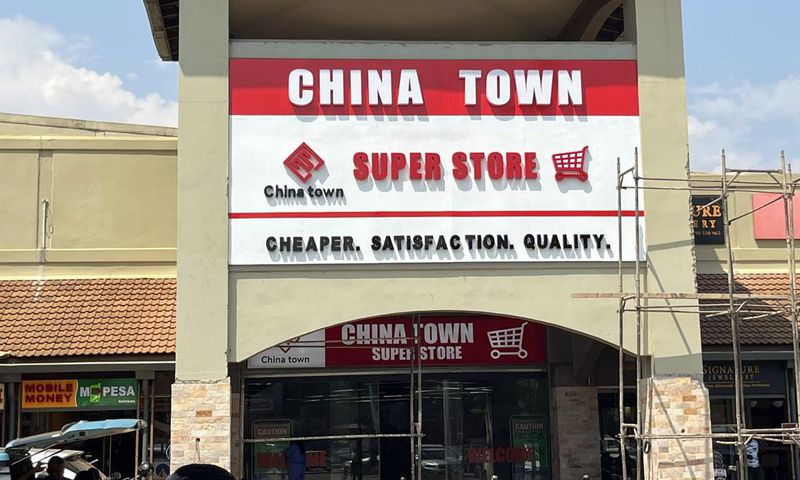 CHINA TOWN
SUPER STORE
China town
CHEAPER. SATISFACTION. QUALITY.
CHINA TOWN
SUPER STORE
China town
MOBILE
MONEY
M PESA
SIGNATURE
CAUTION
CAUTION
WELCOME